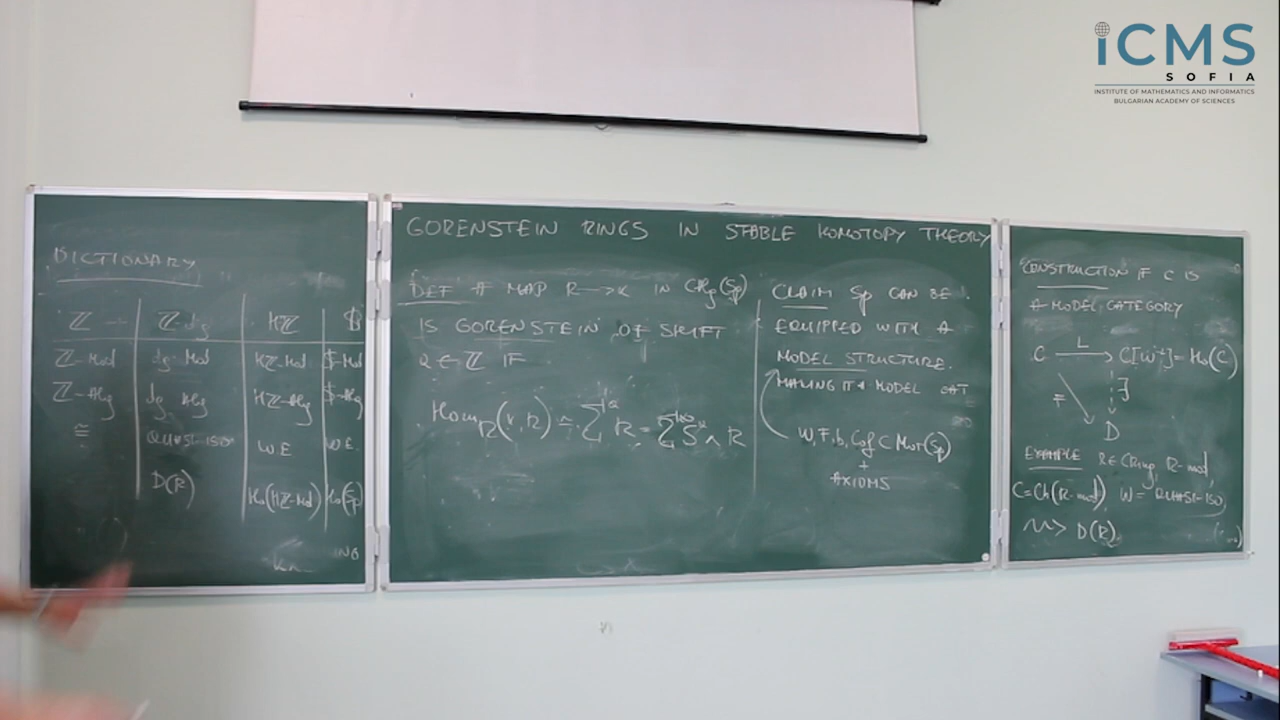 iCMS
SOFIA
INSTITUTE OF MATHEMATICS AND INFORMATICS
BULGARIAN ACADEMY OF SCIENCES
GORENSTEIN RINGS IN STABLE HOMOTOPY THEORY
DICTIONARY
ℤ ℤ-dg Hℤ 𝕊
ℤ-Mod dg-Mod Hℤ-Mod 𝕊-Mod
ℤ-Alg dg-Alg Hℤ-Alg 𝕊-Alg
≅ QUASI-ISO W.E W.E.
D(R) Ho(Hℤ-Mod) Ho(Sp)
DEF A MAP R → k IN CAlg(Sp)
IS GORENSTEIN OF SHIFT
a ∈ ℤ IF
Hom_R(k, R) ≃ Σ^a
CLAIM Sp CAN BE
EQUIPPED WITH A
MODEL STRUCTURE.
MAKING IT A MODEL CAT
W, Fib, Cof ⊂ Mor(Sp)
+
AXIOMS
CONSTRUCTION IF C IS
A MODEL CATEGORY
C —L→ C[W⁻¹] = Ho(C)
F ∃
D
EXAMPLE R ∈ CRing, R-mod,
C = Ch(R-mod), W = QUASI-ISO,
⇝ D(R)